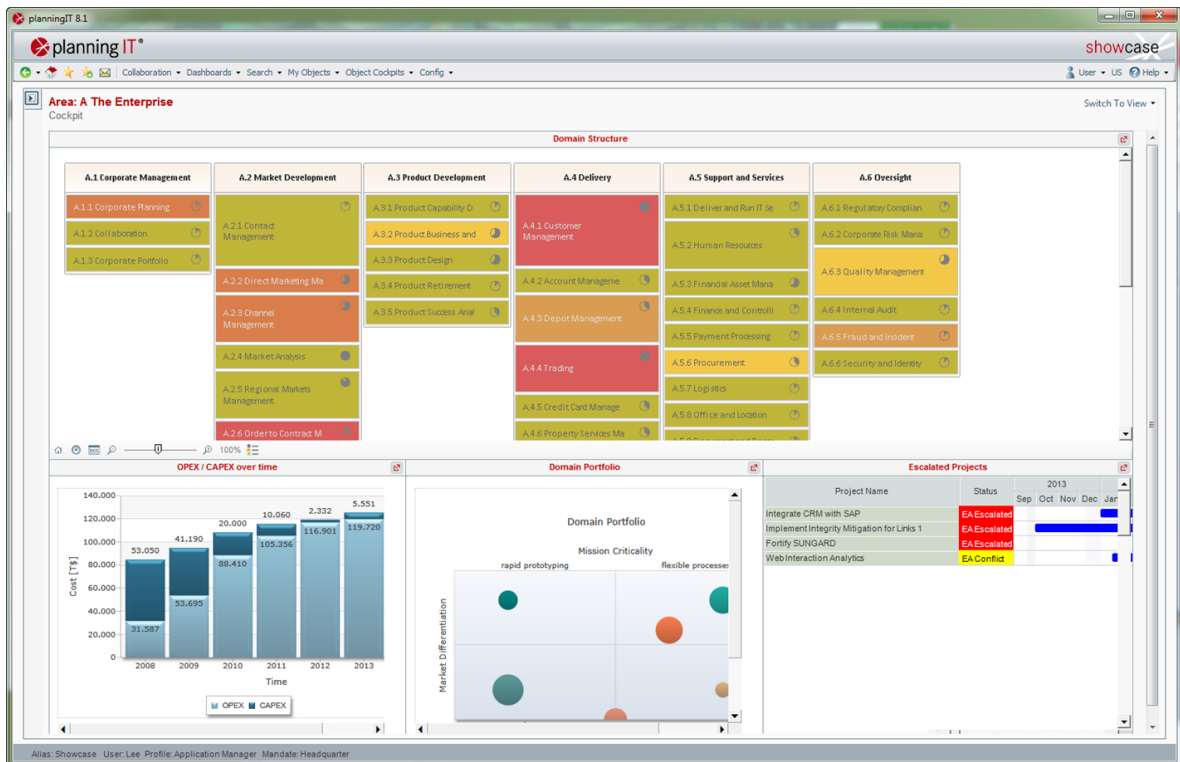 planningIT 8.1
planning IT®
showcase
Collaboration Dashboards Search My Objects Object Cockpits Config
User US Help
Area: A The Enterprise
Cockpit
Switch To View
Domain Structure
A.1 Corporate Management
A.2 Market Development
A.3 Product Development
A.4 Delivery
A.5 Support and Services
A.6 Oversight
A.1.1 Corporate Planning
A.1.2 Collaboration
A.1.3 Corporate Portfolio
A.2.1 Contact
Management
A.2.2 Direct Marketing Ma
A.2.3 Channel
Management
A.2.4 Market Analysis
A.2.5 Regional Markets
Management
A.2.6 Order to Contract M
A.3.1 Product Capability D
A.3.2 Product Business and
A.3.3 Product Design
A.3.4 Product Retirement
A.3.5 Product Success Anal
A.4.1 Customer
Management
A.4.2 Account Manageme
A.4.3 Depot Management
A.4.4 Trading
A.4.5 Credit Card Manage
A.4.6 Property Services Ma
A.5.1 Deliver and Run IT Se
A.5.2 Human Resources
A.5.3 Financial Asset Mana
A.5.4 Finance and Controlli
A.5.5 Payment Processing
A.5.6 Procurement
A.5.7 Logistics
A.5.8 Office and Location
A.6.1 Regulatory Complian
A.6.2 Corporate Risk Mana
A.6.3 Quality Management
A.6.4 Internal Audit
A.6.5 Fraud and Incident
A.6.6 Security and Identity
100%
OPEX / CAPEX over time
Cost [T$]
140.000
120.000
100.000
80.000
60.000
40.000
20.000
0
53.050
41.190
20.000
10.060
2.332
5.551
31.587
53.695
88.410
105.356
116.901
119.720
2008 2009 2010 2011 2012 2013
Time
OPEX CAPEX
Domain Portfolio
Domain Portfolio
Mission Criticality
rapid prototyping
flexible processes
Market Differentiation
Escalated Projects
Project Name
Status
2013
Sep Oct Nov Dec Jan
Integrate CRM with SAP EA Escalated
Implement Integrity Mitigation for Links 1 EA Escalated
Fortify SUNGARD EA Escalated
Web Interaction Analytics EA Conflict
Alias: Showcase User: Lee Profile: Application Manager Mandate: Headquarter